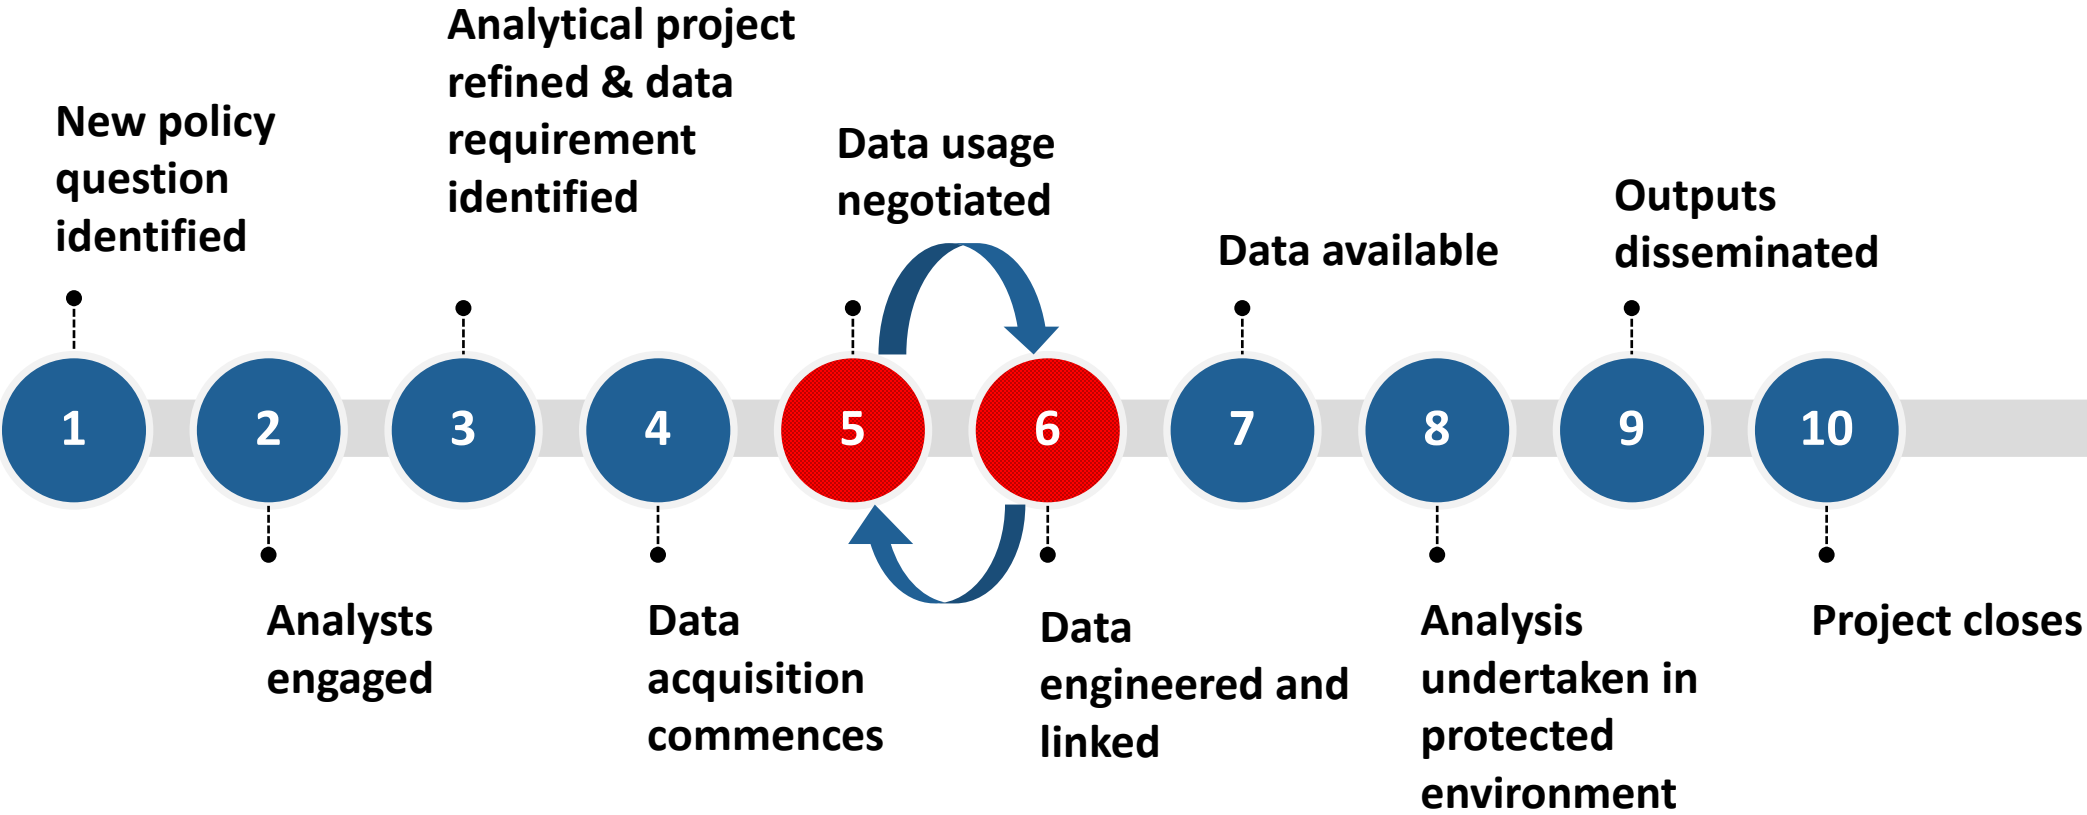 Analytical project
refined & data
requirement
identified
New policy
question
identified
Data usage
negotiated
Outputs
disseminated
Data available
1
2
3
4
5
6
7
8
9
10
Analysts
engaged
Data
acquisition
commences
Data
engineered and
linked
Analysis
undertaken in
protected
environment
Project closes